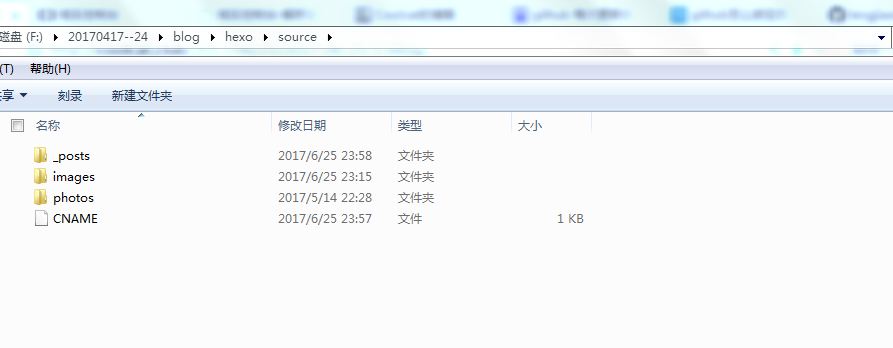 磁盘 (F:) 20170417--24 blog hexo source
(T) 帮助(H)
共享 刻录 新建文件夹
名称 修改日期 类型 大小
_posts 2017/6/25 23:58 文件夹
images 2017/6/25 23:15 文件夹
photos 2017/5/14 22:28 文件夹
CNAME 2017/6/25 23:57 文件 1 KB